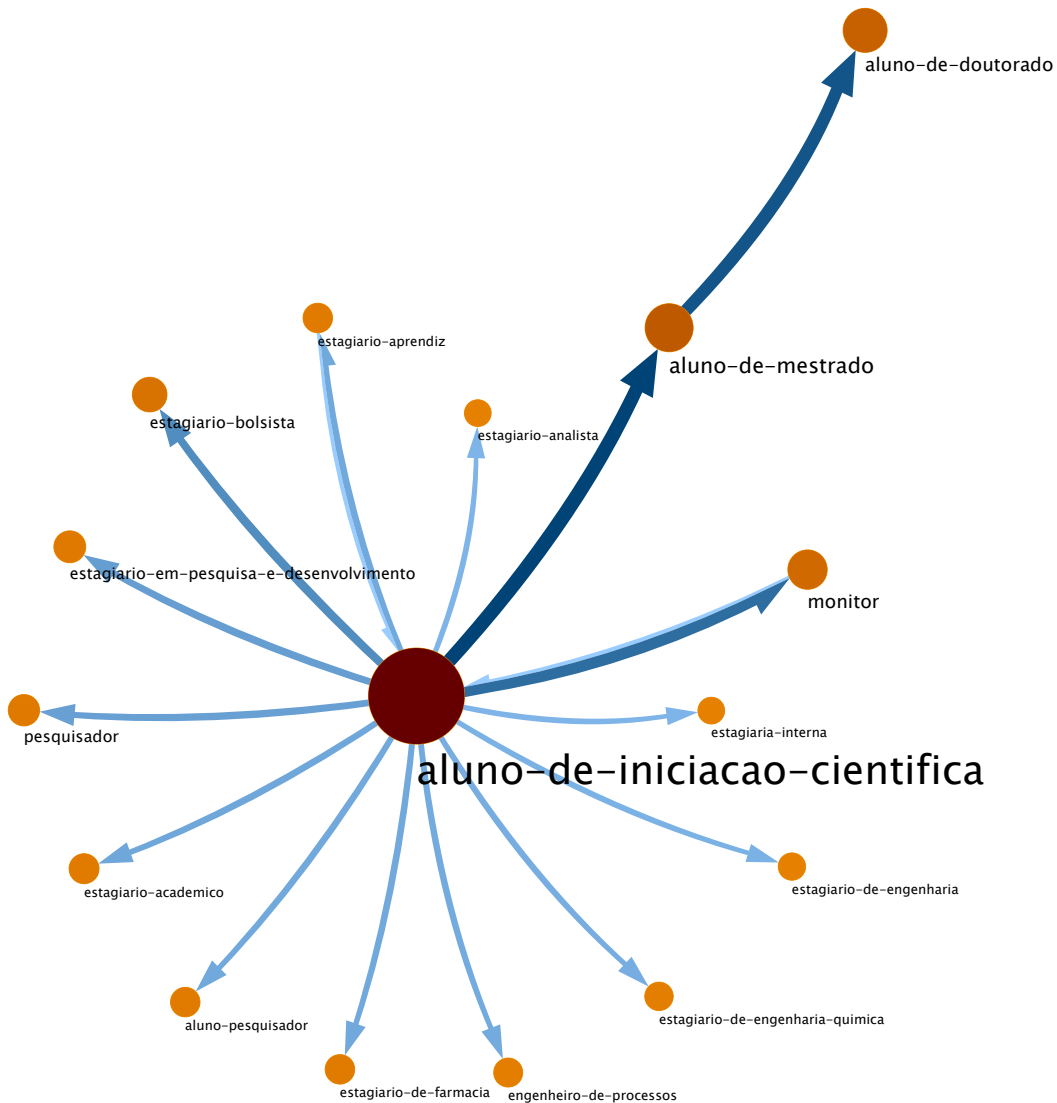 aluno-de-doutorado
estagiario-aprendiz
aluno-de-mestrado
estagiario-bolsista
estagiario-analista
estagiario-em-pesquisa-e-desenvolvimento
monitor
pesquisador
estagiaria-interna
aluno-de-iniciacao-cientifica
estagiario-academico
estagiario-de-engenharia
aluno-pesquisador
estagiario-de-engenharia-quimica
estagiario-de-farmacia
engenheiro-de-processos